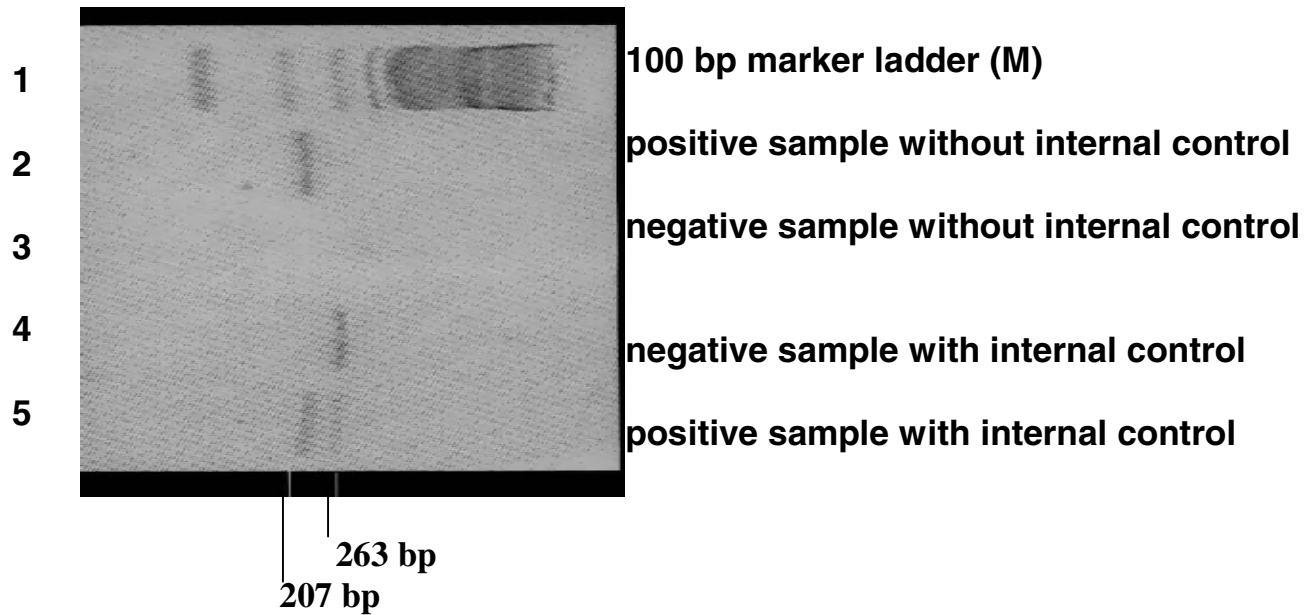 1 100 bp marker ladder (M)
2 positive sample without internal control
3 negative sample without internal control
4 negative sample with internal control
5 positive sample with internal control
263 bp
207 bp